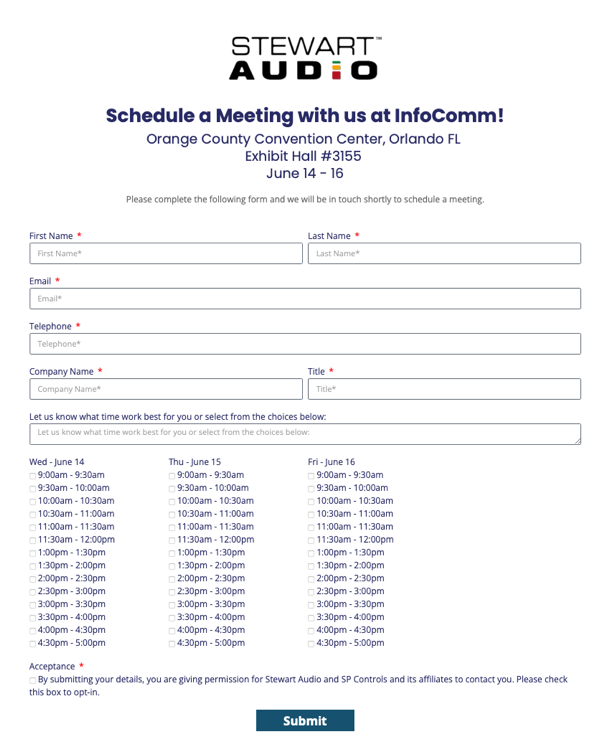 STEWART™
AUDIO
Schedule a Meeting with us at InfoComm!
Orange County Convention Center, Orlando FL
Exhibit Hall #3155
June 14 - 16
Please complete the following form and we will be in touch shortly to schedule a meeting.
First Name * Last Name *
First Name* Last Name*
Email *
Email*
Telephone *
Telephone*
Company Name * Title *
Company Name* Title*
Let us know what time work best for you or select from the choices below:
Let us know what time work best for you or select from the choices below:
Wed - June 14 Thu - June 15 Fri - June 16
9:00am - 9:30am 9:00am - 9:30am 9:00am - 9:30am
9:30am - 10:00am 9:30am - 10:00am 9:30am - 10:00am
10:00am - 10:30am 10:00am - 10:30am 10:00am - 10:30am
10:30am - 11:00am 10:30am - 11:00am 10:30am - 11:00am
11:00am - 11:30am 11:00am - 11:30am 11:00am - 11:30am
11:30am - 12:00pm 11:30am - 12:00pm 11:30am - 12:00pm
1:00pm - 1:30pm 1:00pm - 1:30pm 1:00pm - 1:30pm
1:30pm - 2:00pm 1:30pm - 2:00pm 1:30pm - 2:00pm
2:00pm - 2:30pm 2:00pm - 2:30pm 2:00pm - 2:30pm
2:30pm - 3:00pm 2:30pm - 3:00pm 2:30pm - 3:00pm
3:00pm - 3:30pm 3:00pm - 3:30pm 3:00pm - 3:30pm
3:30pm - 4:00pm 3:30pm - 4:00pm 3:30pm - 4:00pm
4:00pm - 4:30pm 4:00pm - 4:30pm 4:00pm - 4:30pm
4:30pm - 5:00pm 4:30pm - 5:00pm 4:30pm - 5:00pm
Acceptance *
By submitting your details, you are giving permission for Stewart Audio and SP Controls and its affiliates to contact you. Please check
this box to opt-in.
Submit